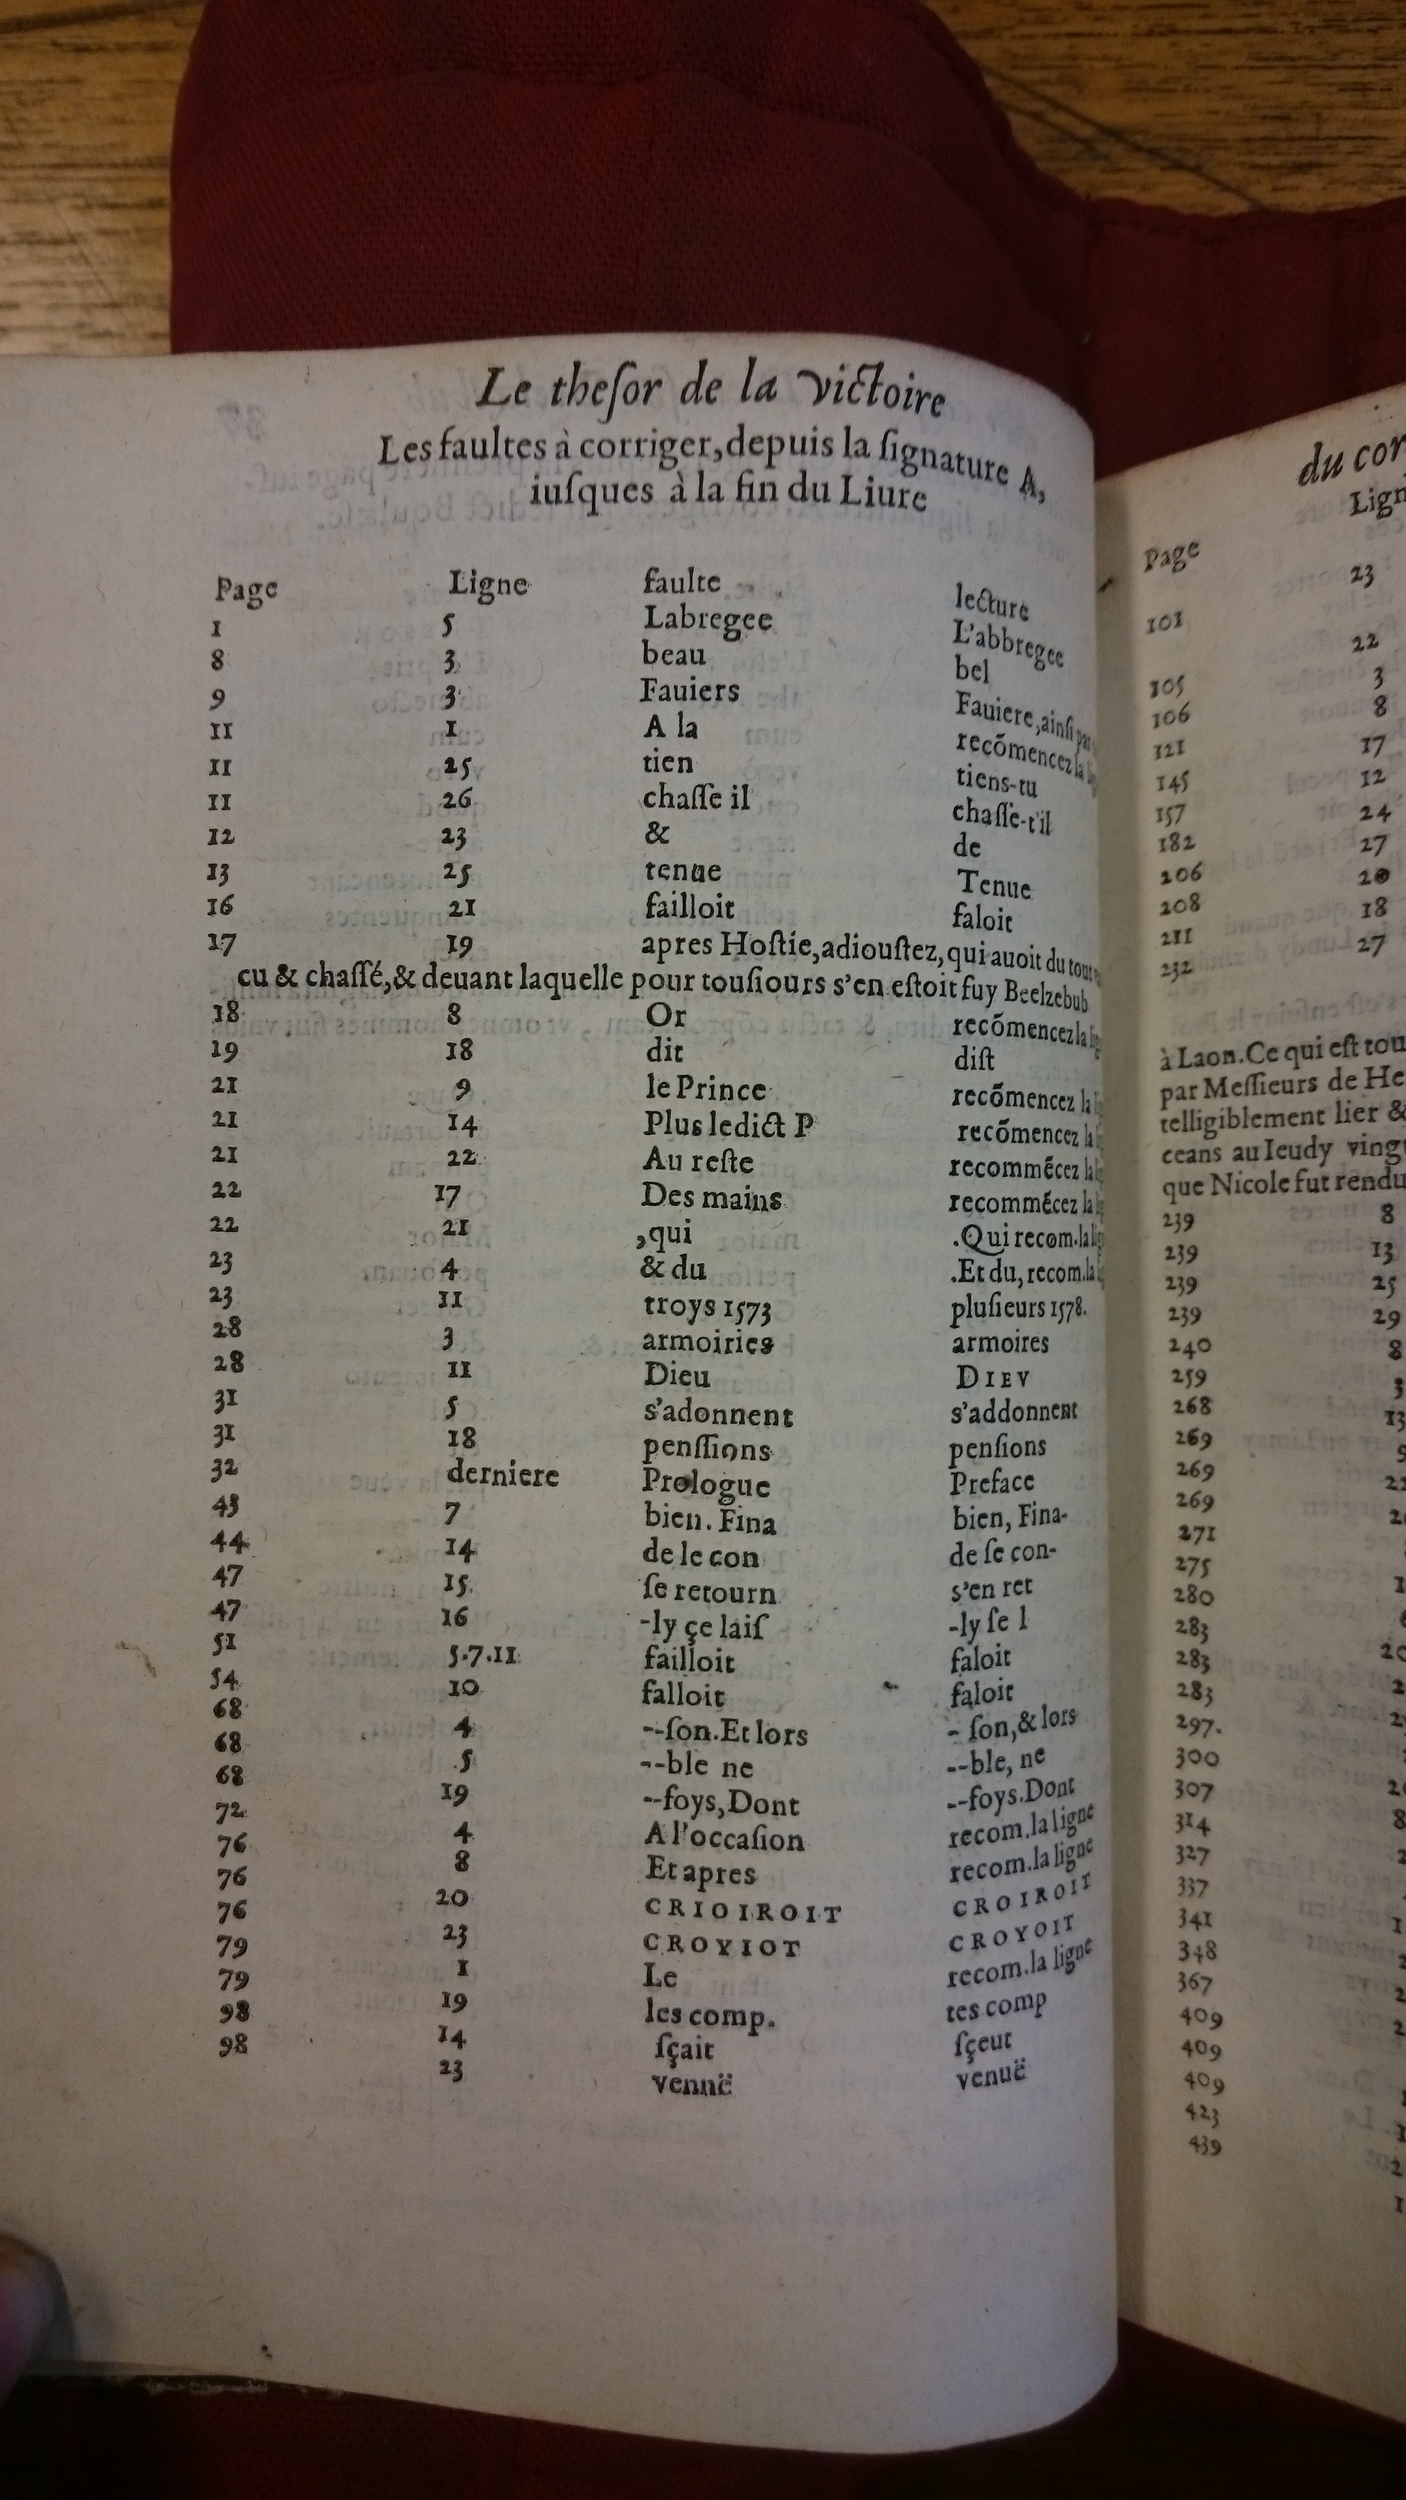 Le theſor de la victoire
Les faultes à corriger, depuis la ſignature A,
iuſques à la fin du Liure
Page Ligne faulte lecture
1 5 Labregee L'abbregee
8 3 beau bel
9 3 Fauiers Fauiere, ainſi par
11 1 A la recõmencez la
11 25 tien tiens-tu
11 26 chaſſe il chaſſe-t'il
12 23 & de
13 25 tenue Tenue
16 21 failloit faloit
17 19 apres Hoſtie, adiouſtez, qui auoit du tout
cu & chaſſé, & deuant laquelle pour touſiours s'en eſtoit fuy Beelzebub
18 8 Or recõmencez la
19 18 dit diſt
21 9 le Prince recõmencez la
21 14 Plus ledict P recõmencez la
21 22 Au reſte recommẽcez la
22 17 Des mains recommẽcez la
22 21 ,qui .Qui recom. la
23 4 & du .Et du, recom. la
23 11 troys 1573 pluſieurs 1578.
28 3 armoiries armoires
28 11 Dieu DIEV
31 5 s'adonnent s'addonnent
31 18 penſſions penſions
32 derniere Prologue Preface
43 7 bien. Fina bien, Fina-
44 14 de le con de ſe con-
47 15. ſe retourn s'en ret
47 16 -ly çe laiſ -ly ſe l
51 5.7.11 failloit faloit
54 10 falloit faloit
68 4 --ſon. Et lors - ſon, & lors
68 5 --ble ne --ble, ne
68 19 --foys, Dont --foys. Dont
72 4 A l'occaſion recom. la ligne
76 8 Et apres recom. la ligne
76 20 CRIOIROIT CROIROIT
76 23 CROYIOT CROYOIT
79 1 Le recom. la ligne
79 19 les comp. tes comp
98 14 ſçait ſçeut
98 23 vennë venuë
du cor
Page Lign
101 23
105 22
106 3
121 8
145 17
157 12
182 24
206 27
208 20
211 18
232 27
à Laon. Ce qui eſt tou
par Meſſieurs de He
telligiblement lier &
ceans au Ieudy ving
que Nicole fut rendu
239 8
239 13
239 25
239 29
240 8
259
268 13
269
269
269
271
275
280
283
283
283
297.
300
307
314
327
337
341
348
367
409
409
409
423
439